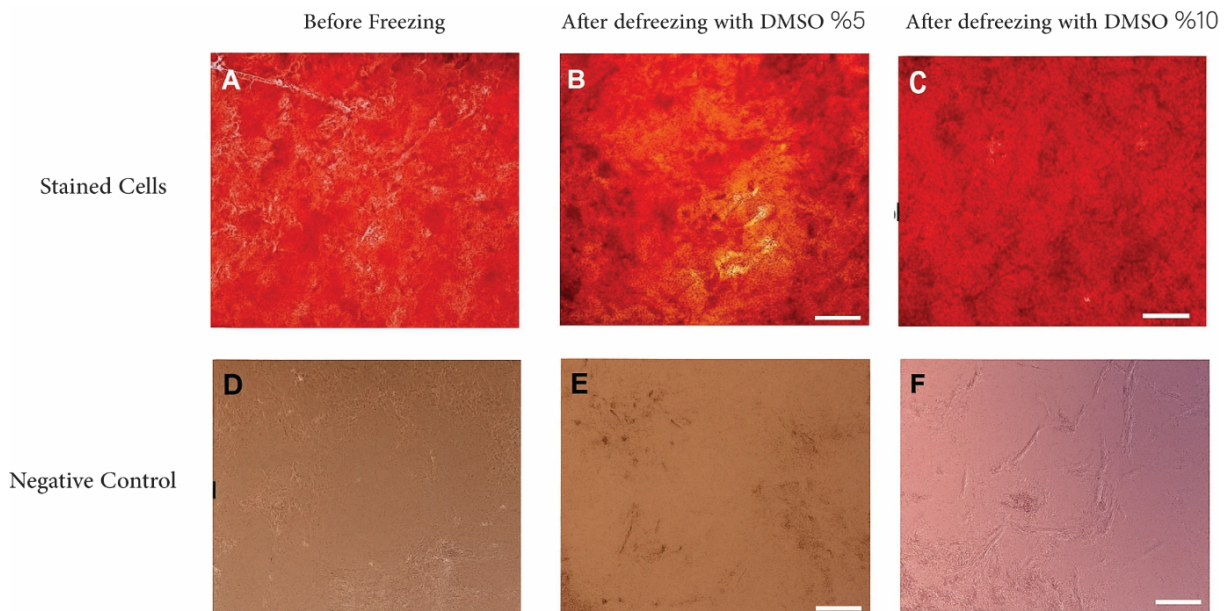 Before Freezing
After defreezing with DMSO %5
After defreezing with DMSO %10
A
B
C
Stained Cells
D
E
F
Negative Control